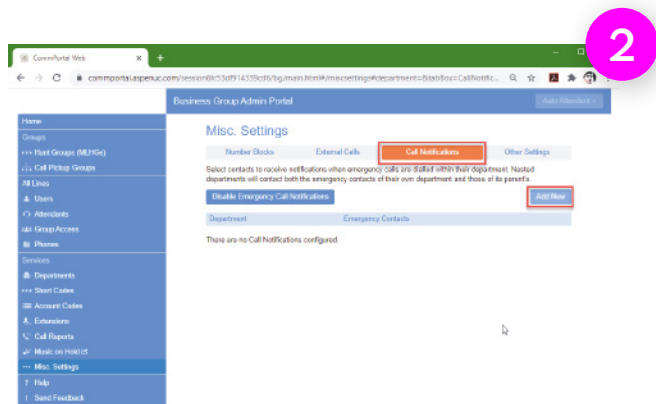 2
CommPortal Web
commportal.aspenuc.com/session6fc53df914339cd6/bg/main.html#/miscsettings#department=8&tabBox=CallNotific...
Business Group Admin Portal
Auto Attendant
Home
Groups
Hunt Groups (MLHGs)
Call Pickup Groups
All Lines
Users
Attendants
Group Access
Phones
Services
Departments
Short Codes
Account Codes
Extensions
Call Reports
Music on Hold
Misc. Settings
Help
Send Feedback
Misc. Settings
Number Blocks
External Calls
Call Notifications
Other Settings
Select contacts to receive notifications when emergency calls are dialled within their department. Nested
departments will contact both the emergency contacts of their own department and those of its parent's.
Disable Emergency Call Notifications
Add New
Department
Emergency Contacts
There are no Call Notifications configured.